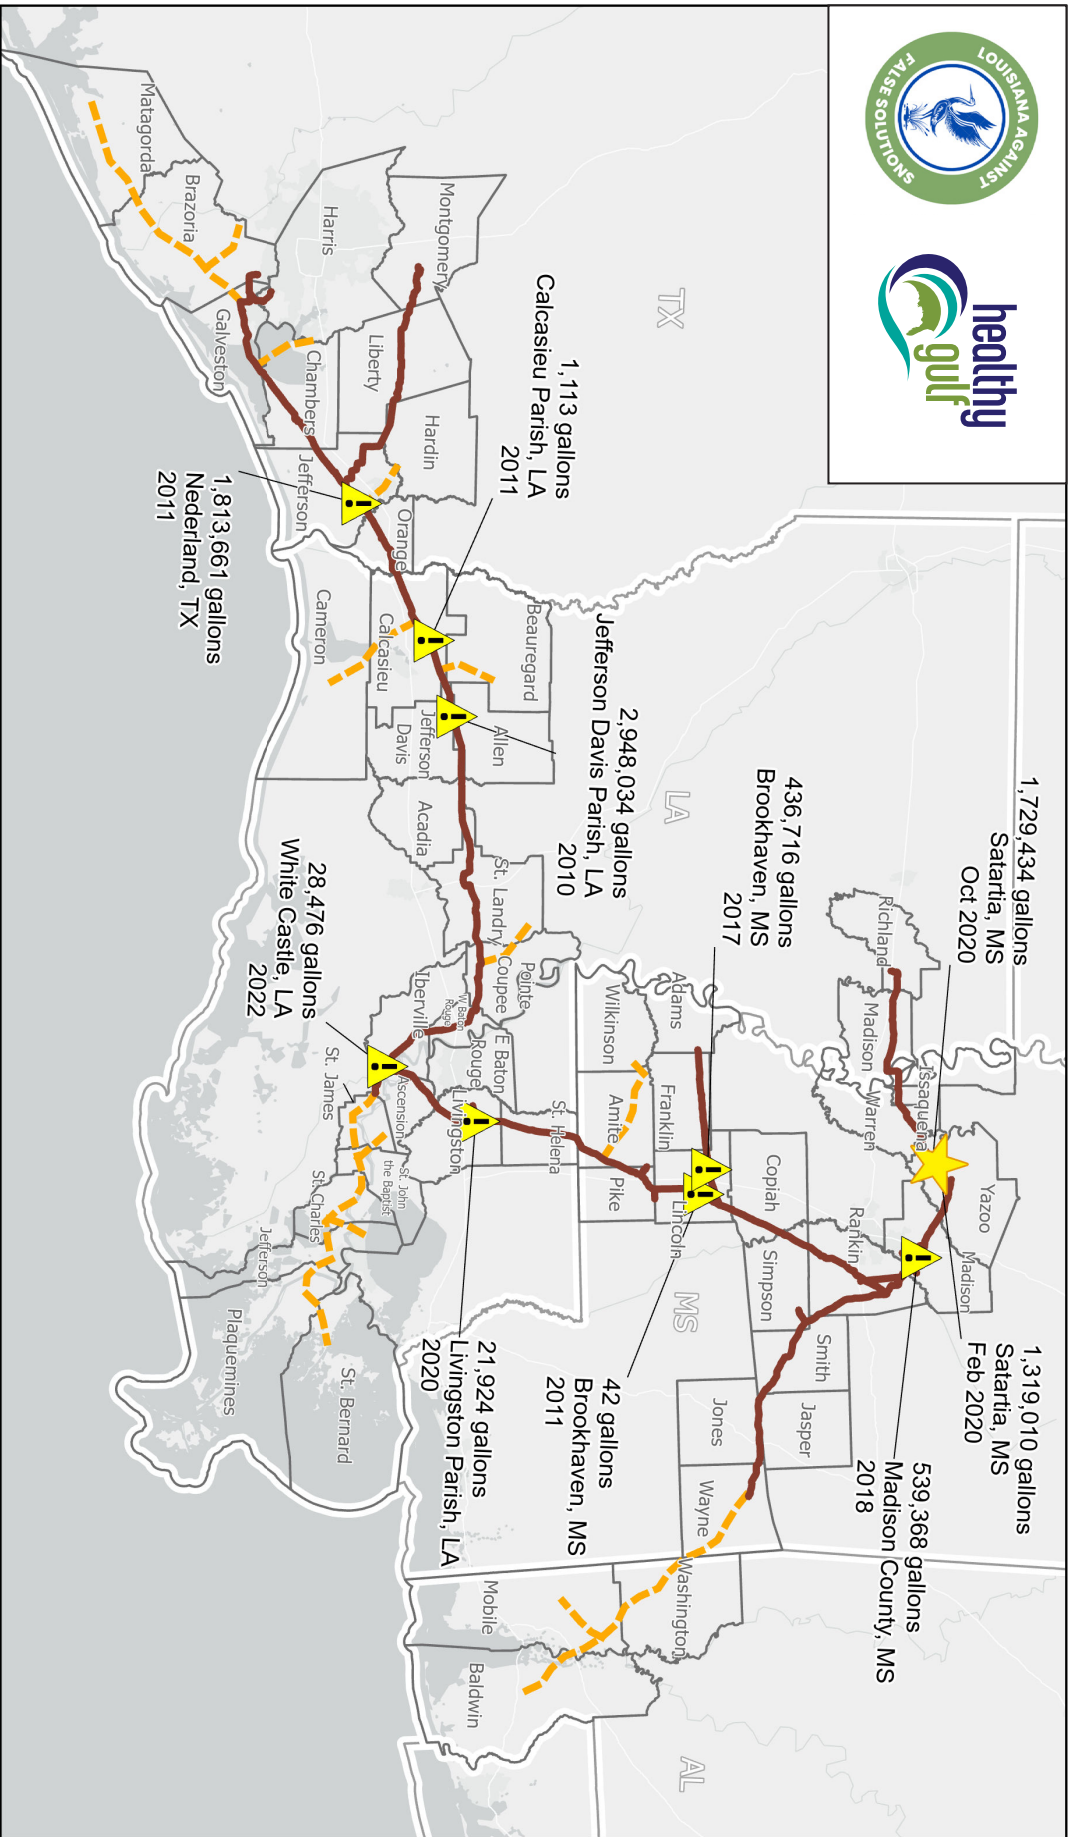 LOUISIANA AGAINST
FALSE SOLUTIONS
healthy
gulf
TX
LA
MS
AL
1,729,434 gallons
Satartia, MS
Oct 2020
1,319,010 gallons
Satartia, MS
Feb 2020
539,368 gallons
Madison County, MS
2018
436,716 gallons
Brookhaven, MS
2017
42 gallons
Brookhaven, MS
2011
2,948,034 gallons
Jefferson Davis Parish, LA
2010
1,113 gallons
Calcasieu Parish, LA
2011
1,813,661 gallons
Nederland, TX
2011
28,476 gallons
White Castle, LA
2022
21,924 gallons
Livingston Parish, LA
2020
Richland
Madison
Issaquena
Warren
Yazoo
Madison
Rankin
Copiah
Simpson
Smith
Jasper
Jones
Wayne
Washington
Mobile
Baldwin
Adams
Franklin
Lincoln
Wilkinson
Amite
Pike
Montgomery
Harris
Liberty
Hardin
Matagorda
Brazoria
Galveston
Chambers
Jefferson
Orange
Beauregard
Calcasieu
Cameron
Allen
Jefferson
Davis
Acadia
St. Landry
Pointe
Coupee
W Baton
Rouge
E Baton
Rouge
Iberville
Ascension
Livingston
St. Helena
St. James
St. John
the Baptist
St. Charles
Jefferson
Plaquemines
St. Bernard